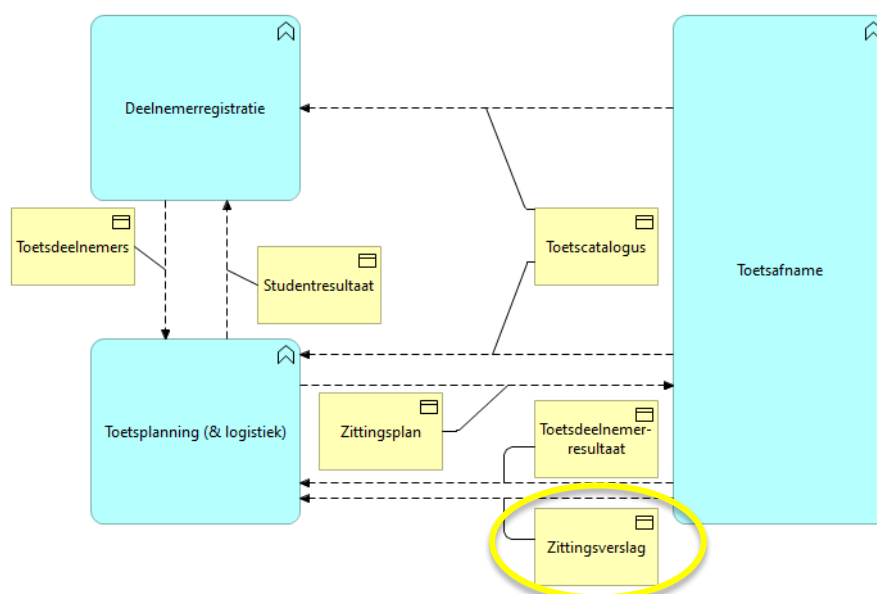 Deelnemerregistratie
Toetsdeelnemers
Studentresultaat
Toetscatalogus
Toetsafname
Toetsplanning (& logistiek)
Zittingsplan
Toetsdeelnemer-
resultaat
Zittingsverslag